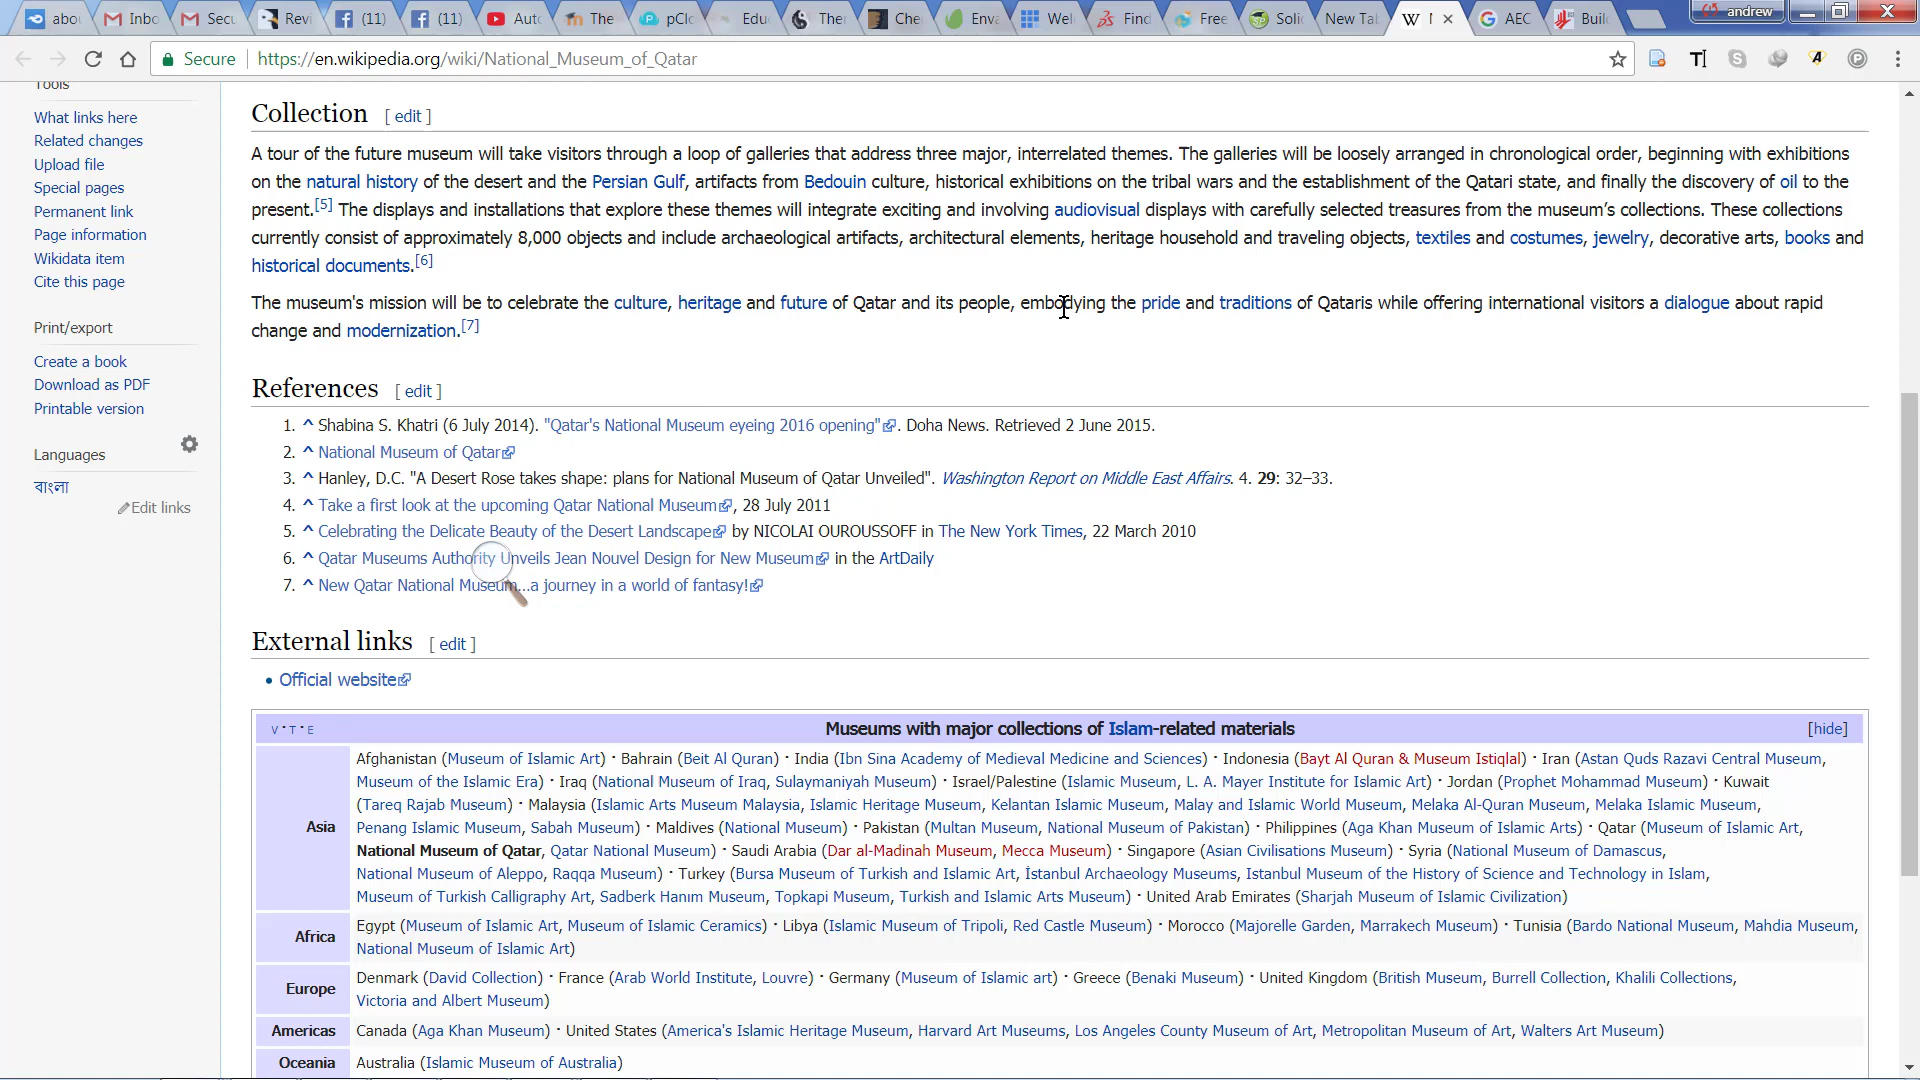 abou
Inbo
Secu
Revi
(11)
(11)
Auto
The
pClo
Edu
Ther
Che
Enva
Wel
Find
Free
Solic
New Tab
W
AEC
Buil
andrew
Secure
https://en.wikipedia.org/wiki/National_Museum_of_Qatar
Tools
What links here
Related changes
Upload file
Special pages
Permanent link
Page information
Wikidata item
Cite this page
Print/export
Create a book
Download as PDF
Printable version
Languages
বাংলা
Edit links
Collection [ edit ]
A tour of the future museum will take visitors through a loop of galleries that address three major, interrelated themes. The galleries will be loosely arranged in chronological order, beginning with exhibitions
on the natural history of the desert and the Persian Gulf, artifacts from Bedouin culture, historical exhibitions on the tribal wars and the establishment of the Qatari state, and finally the discovery of oil to the
present.[5] The displays and installations that explore these themes will integrate exciting and involving audiovisual displays with carefully selected treasures from the museum’s collections. These collections
currently consist of approximately 8,000 objects and include archaeological artifacts, architectural elements, heritage household and traveling objects, textiles and costumes, jewelry, decorative arts, books and
historical documents.[6]
The museum's mission will be to celebrate the culture, heritage and future of Qatar and its people, embodying the pride and traditions of Qataris while offering international visitors a dialogue about rapid
change and modernization.[7]
References [ edit ]
1. ^ Shabina S. Khatri (6 July 2014). "Qatar's National Museum eyeing 2016 opening". Doha News. Retrieved 2 June 2015.
2. ^ National Museum of Qatar
3. ^ Hanley, D.C. "A Desert Rose takes shape: plans for National Museum of Qatar Unveiled". Washington Report on Middle East Affairs. 4. 29: 32–33.
4. ^ Take a first look at the upcoming Qatar National Museum, 28 July 2011
5. ^ Celebrating the Delicate Beauty of the Desert Landscape by NICOLAI OUROUSSOFF in The New York Times, 22 March 2010
6. ^ Qatar Museums Authority Unveils Jean Nouvel Design for New Museum in the ArtDaily
7. ^ New Qatar National Museum...a journey in a world of fantasy!
External links [ edit ]
• Official website
V · T · E
Museums with major collections of Islam-related materials
[hide]
Asia
Afghanistan (Museum of Islamic Art) · Bahrain (Beit Al Quran) · India (Ibn Sina Academy of Medieval Medicine and Sciences) · Indonesia (Bayt Al Quran & Museum Istiqlal) · Iran (Astan Quds Razavi Central Museum,
Museum of the Islamic Era) · Iraq (National Museum of Iraq, Sulaymaniyah Museum) · Israel/Palestine (Islamic Museum, L. A. Mayer Institute for Islamic Art) · Jordan (Prophet Mohammad Museum) · Kuwait
(Tareq Rajab Museum) · Malaysia (Islamic Arts Museum Malaysia, Islamic Heritage Museum, Kelantan Islamic Museum, Malay and Islamic World Museum, Melaka Al-Quran Museum, Melaka Islamic Museum,
Penang Islamic Museum, Sabah Museum) · Maldives (National Museum) · Pakistan (Multan Museum, National Museum of Pakistan) · Philippines (Aga Khan Museum of Islamic Arts) · Qatar (Museum of Islamic Art,
National Museum of Qatar, Qatar National Museum) · Saudi Arabia (Dar al-Madinah Museum, Mecca Museum) · Singapore (Asian Civilisations Museum) · Syria (National Museum of Damascus,
National Museum of Aleppo, Raqqa Museum) · Turkey (Bursa Museum of Turkish and Islamic Art, İstanbul Archaeology Museums, Istanbul Museum of the History of Science and Technology in Islam,
Museum of Turkish Calligraphy Art, Sadberk Hanım Museum, Topkapi Museum, Turkish and Islamic Arts Museum) · United Arab Emirates (Sharjah Museum of Islamic Civilization)
Africa
Egypt (Museum of Islamic Art, Museum of Islamic Ceramics) · Libya (Islamic Museum of Tripoli, Red Castle Museum) · Morocco (Majorelle Garden, Marrakech Museum) · Tunisia (Bardo National Museum, Mahdia Museum,
National Museum of Islamic Art)
Europe
Denmark (David Collection) · France (Arab World Institute, Louvre) · Germany (Museum of Islamic art) · Greece (Benaki Museum) · United Kingdom (British Museum, Burrell Collection, Khalili Collections,
Victoria and Albert Museum)
Americas
Canada (Aga Khan Museum) · United States (America's Islamic Heritage Museum, Harvard Art Museums, Los Angeles County Museum of Art, Metropolitan Museum of Art, Walters Art Museum)
Oceania
Australia (Islamic Museum of Australia)